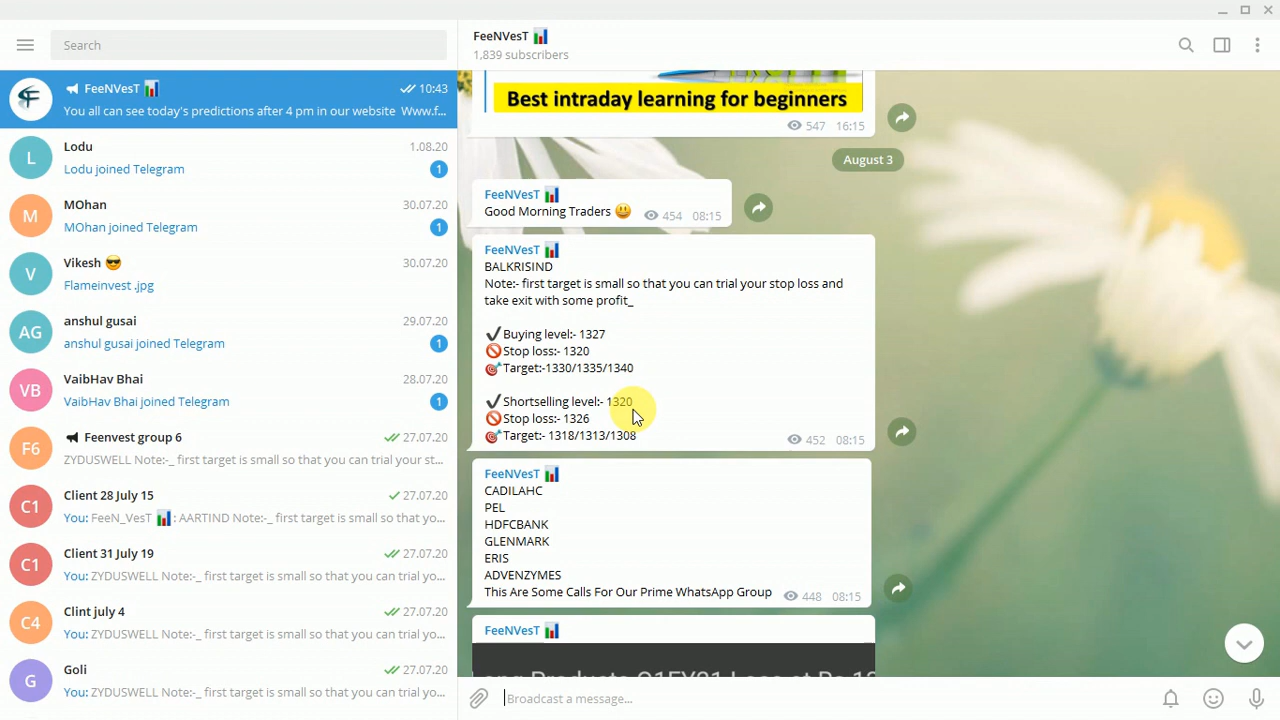 Search
FeeNVesT 📊 10:43
You all can see today's predictions after 4 pm in our website Www.f...
L
Lodu 1.08.20
Lodu joined Telegram 1
M
MOhan 30.07.20
MOhan joined Telegram 1
V
Vikesh 😎 30.07.20
Flameinvest .jpg
AG
anshul gusai 29.07.20
anshul gusai joined Telegram 1
VB
VaibHav Bhai 28.07.20
VaibHav Bhai joined Telegram 1
F6
Feenvest group 6 27.07.20
ZYDUSWELL Note:-_ first target is small so that you can trial your st...
C1
Client 28 July 15 27.07.20
You: FeeN_VesT 📊: AARTIND Note:-_ first target is small so that yo...
C1
Client 31 July 19 27.07.20
You: ZYDUSWELL Note:-_ first target is small so that you can trial yo...
C4
Clint july 4 27.07.20
You: ZYDUSWELL Note:-_ first target is small so that you can trial yo...
G
Goli 27.07.20
You: ZYDUSWELL Note:-_ first target is small so that you can trial yo...
FeeNVesT 📊
1,839 subscribers
Best intraday learning for beginners
547 16:15
August 3
FeeNVesT 📊
Good Morning Traders 😃 454 08:15
FeeNVesT 📊
BALKRISIND
Note:- first target is small so that you can trial your stop loss and
take exit with some profit_
✔Buying level:- 1327
🚫Stop loss:- 1320
🎯Target:-1330/1335/1340
✔Shortselling level:- 1320
🚫Stop loss:- 1326
🎯Target:- 1318/1313/1308 452 08:15
FeeNVesT 📊
CADILAHC
PEL
HDFCBANK
GLENMARK
ERIS
ADVENZYMES
This Are Some Calls For Our Prime WhatsApp Group 448 08:15
FeeNVesT 📊
Broadcast a message...